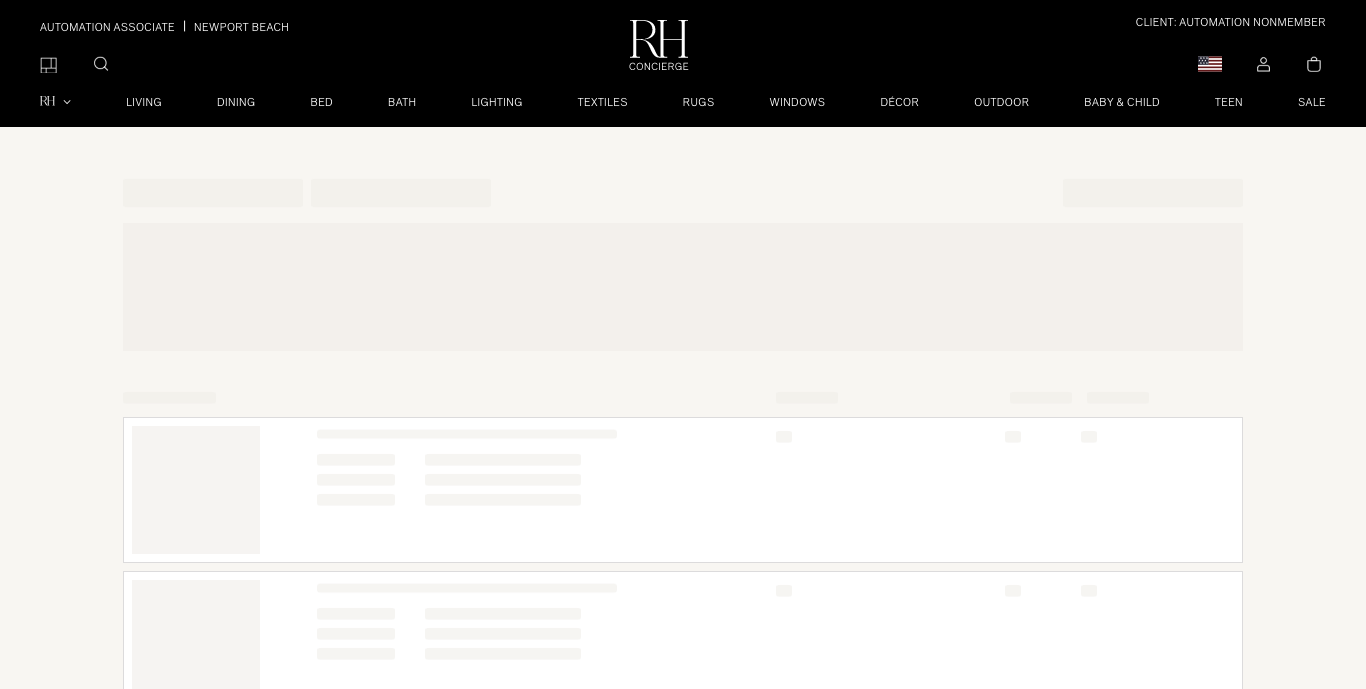 AUTOMATION ASSOCIATE | NEWPORT BEACH
RH
CONCIERGE
CLIENT: AUTOMATION NONMEMBER
RH LIVING DINING BED BATH LIGHTING TEXTILES RUGS WINDOWS DÉCOR OUTDOOR BABY & CHILD TEEN SALE